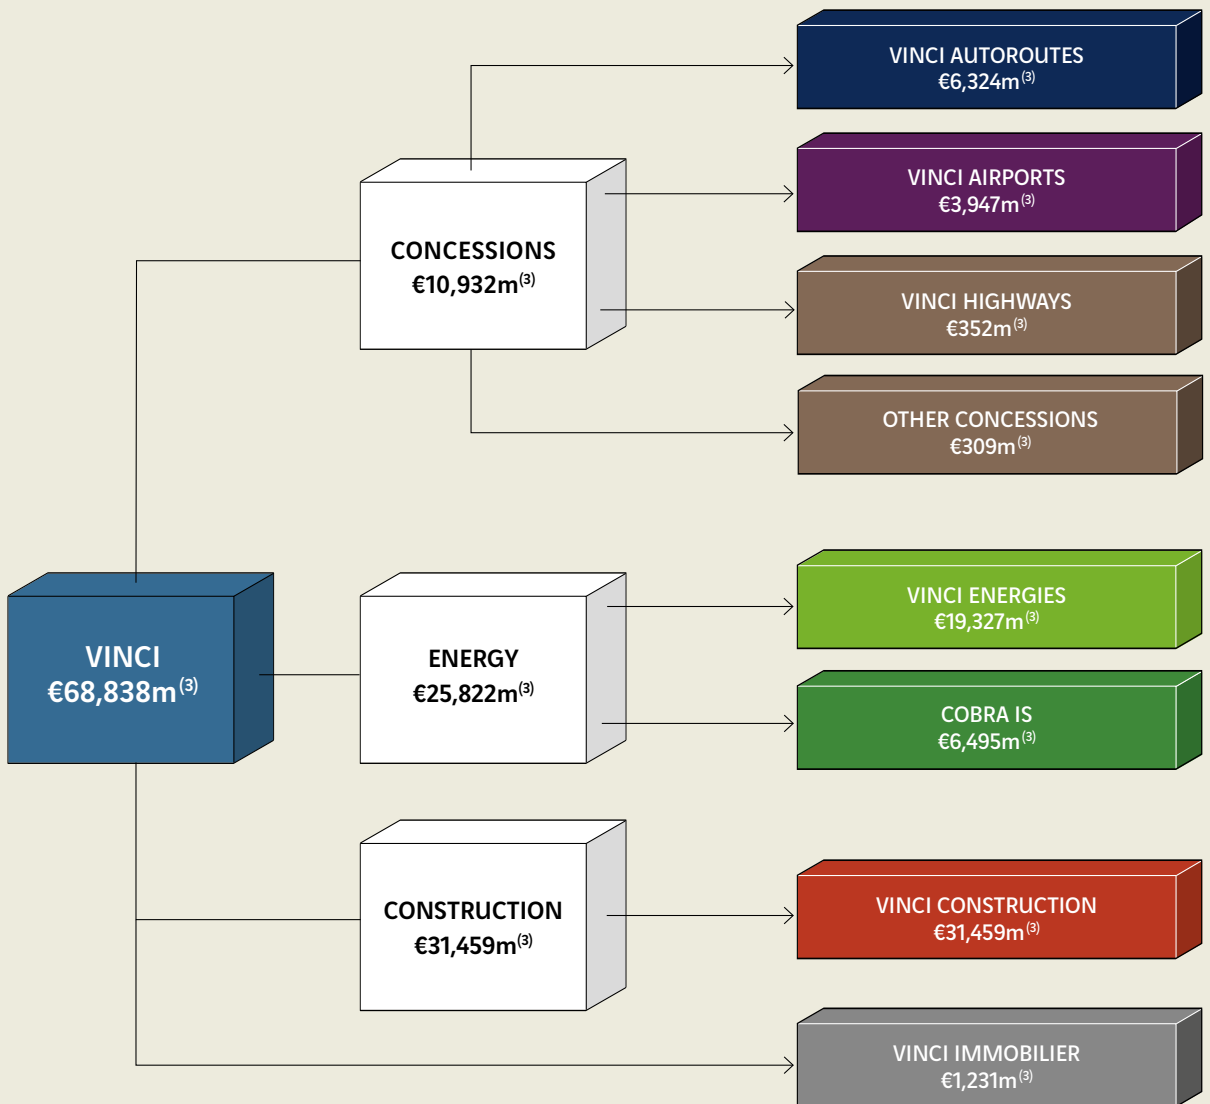 VINCI
€68,838m(3)
CONCESSIONS
€10,932m(3)
VINCI AUTOROUTES
€6,324m(3)
VINCI AIRPORTS
€3,947m(3)
VINCI HIGHWAYS
€352m(3)
OTHER CONCESSIONS
€309m(3)
ENERGY
€25,822m(3)
VINCI ENERGIES
€19,327m(3)
COBRA IS
€6,495m(3)
CONSTRUCTION
€31,459m(3)
VINCI CONSTRUCTION
€31,459m(3)
VINCI IMMOBILIER
€1,231m(3)